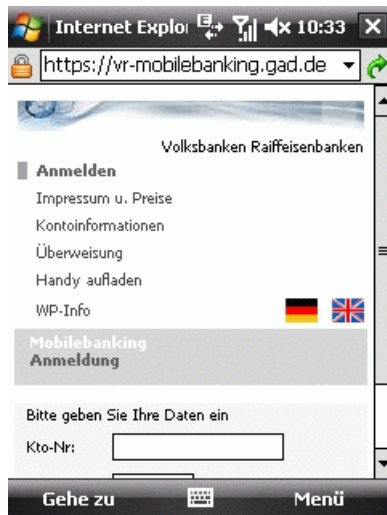 Internet Explo 10:33
https://vr-mobilebanking.gad.de
Volksbanken Raiffeisenbanken
Anmelden
Impressum u. Preise
Kontoinformationen
Überweisung
Handy aufladen
WP-Info
Mobilebanking
Anmeldung
Bitte geben Sie Ihre Daten ein
Kto-Nr:
Gehe zu Menü